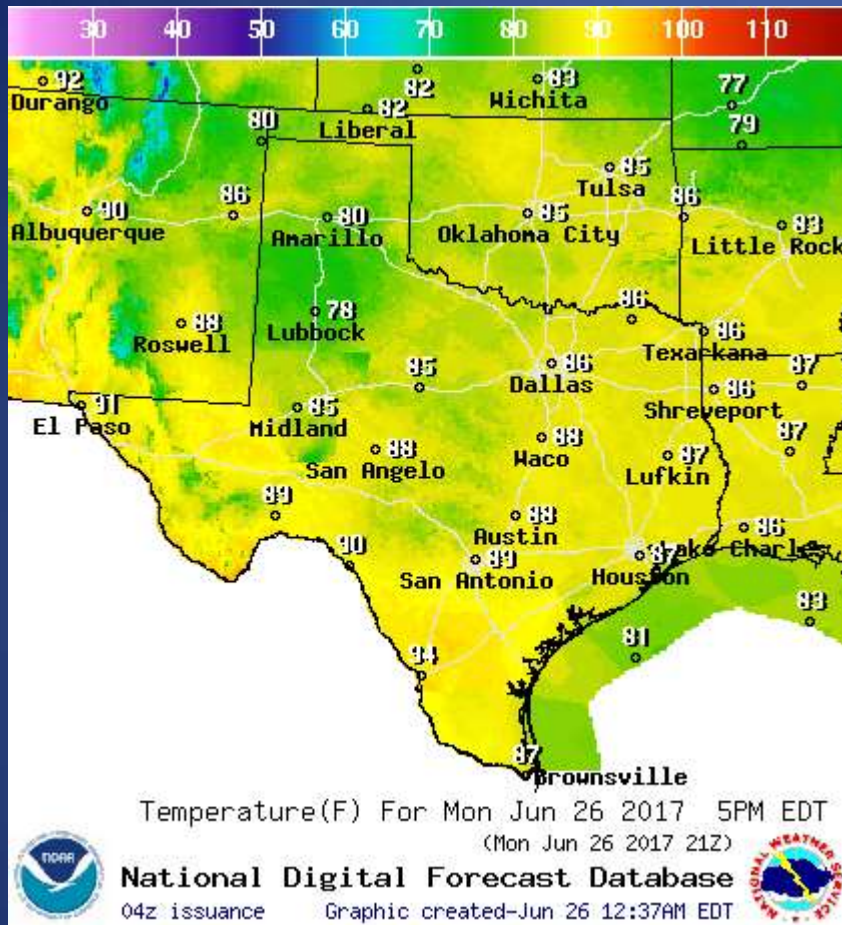 30 40 50 60 70 80 90 100 110
92
Durango
82
83
Wichita
82
Liberal
77
79
80
85
Tulsa
90
Albuquerque
86
80
Amarillo
85
Oklahoma City
86
83
Little Rock
88
Roswell
78
Lubbock
86
86
Texarkana
85
86
Dallas
87
86
Shreveport
91
El Paso
85
Midland
88
San Angelo
88
Waco
87
Lufkin
87
89
88
Austin
86
Lake Charles
90
89
San Antonio
87
Houston
83
81
94
87
Brownsville
Temperature(F) For Mon Jun 26 2017 5PM EDT
(Mon Jun 26 2017 21Z)
National Digital Forecast Database
04z issuance Graphic created-Jun 26 12:37AM EDT
NOAA
NATIONAL WEATHER SERVICE